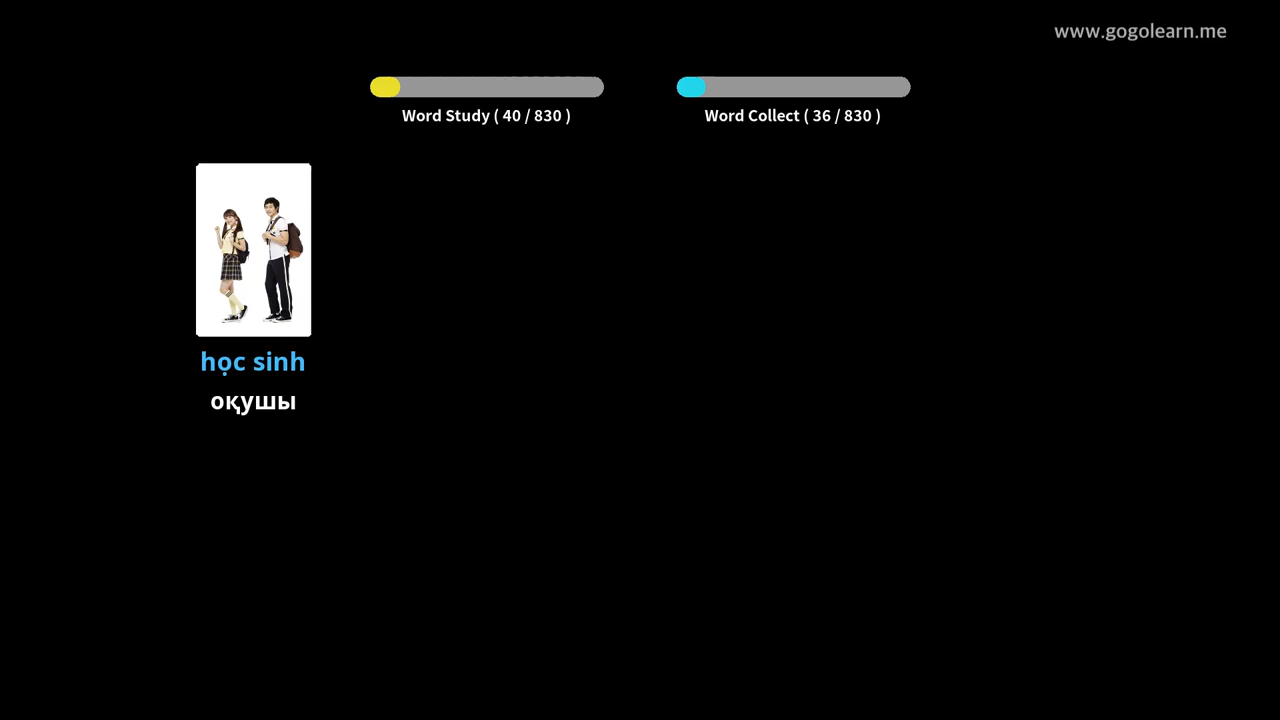 www.gogolearn.me
Word Study ( 40 / 830 )
Word Collect ( 36 / 830 )
học sinh
оқушы